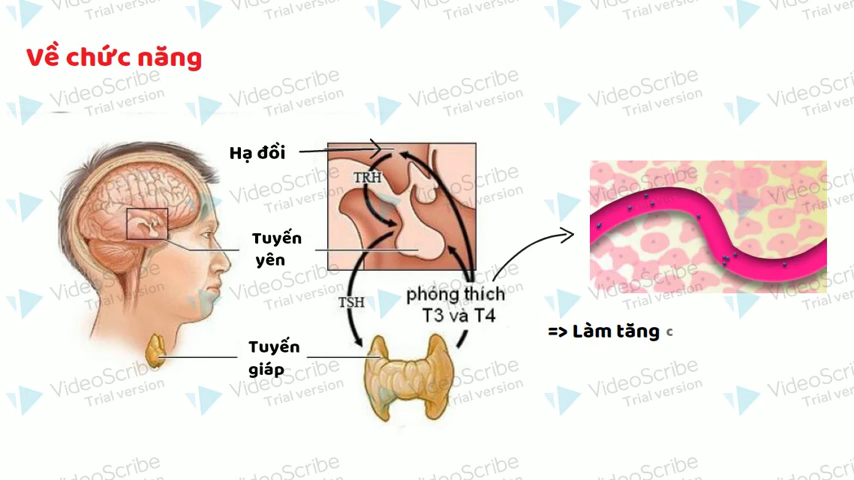 Về chức năng
Hạ đồi
TRH
Tuyến
yên
TSH
phóng thích
T3 và T4
Tuyến
giáp
=> Làm tăng c
VideoScribe
Trial version